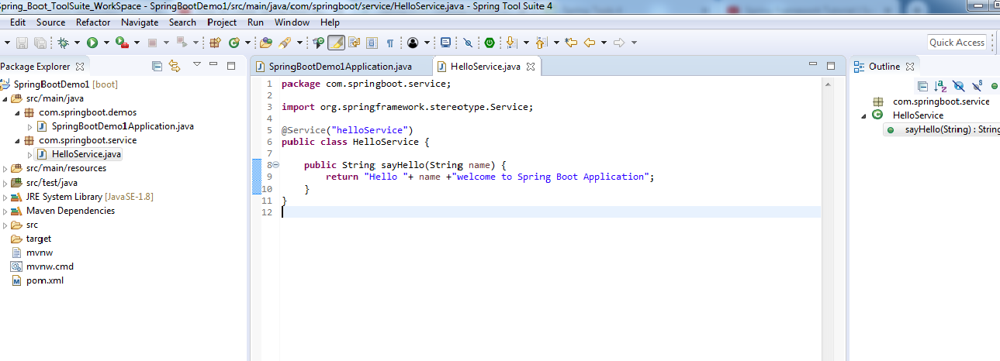 Spring_Boot_ToolSuite_WorkSpace - SpringBootDemo1/src/main/java/com/springboot/service/HelloService.java - Spring Tool Suite 4
Edit Source Refactor Navigate Search Project Run Window Help
Quick Access
Package Explorer
SpringBootDemo1 [boot]
src/main/java
com.springboot.demos
SpringBootDemo1Application.java
com.springboot.service
HelloService.java
src/main/resources
src/test/java
JRE System Library [JavaSE-1.8]
Maven Dependencies
src
target
mvnw
mvnw.cmd
pom.xml
SpringBootDemo1Application.java HelloService.java
1 package com.springboot.service;
2
3 import org.springframework.stereotype.Service;
4
5 @Service("helloService")
6 public class HelloService {
7
8 public String sayHello(String name) {
9 return "Hello "+ name +"welcome to Spring Boot Application";
10 }
11 }
12
Outline
com.springboot.service
HelloService
sayHello(String) : String